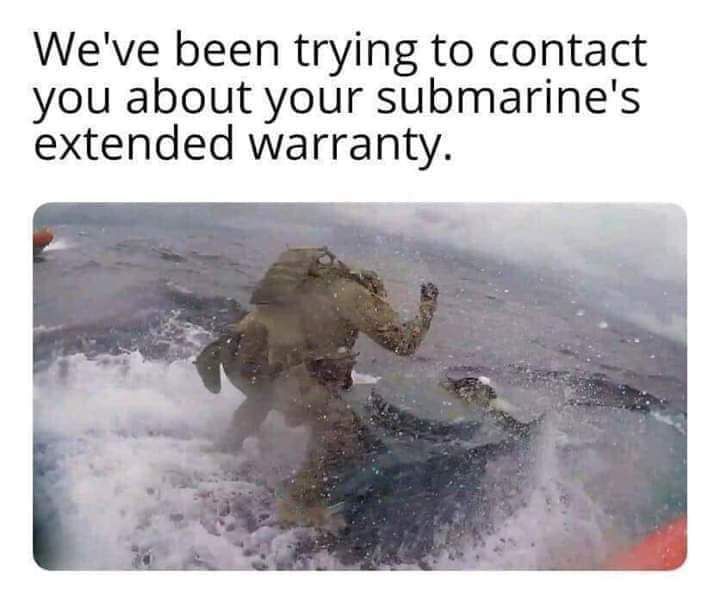 We've been trying to contact
you about your submarine's
extended warranty.